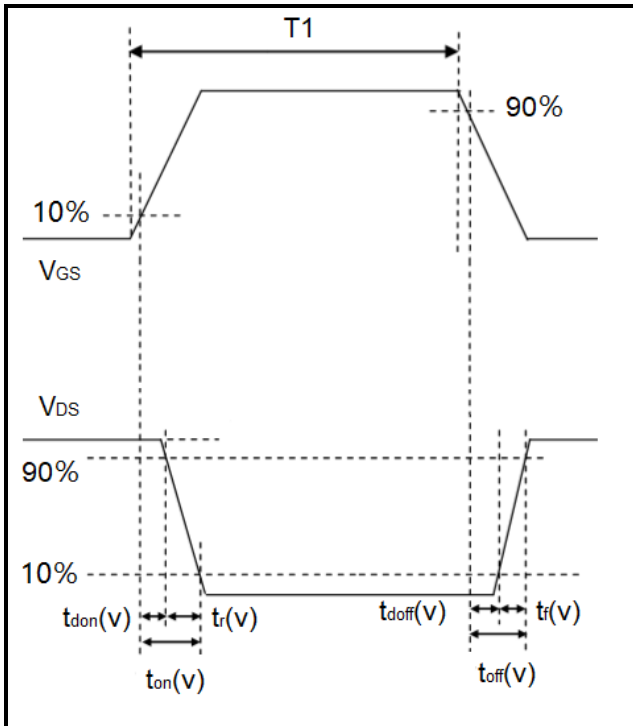 T1
90%
10%
VGS
VDS
90%
10%
tdon(v) tr(v) tdoff(v) tf(v)
ton(v) toff(v)